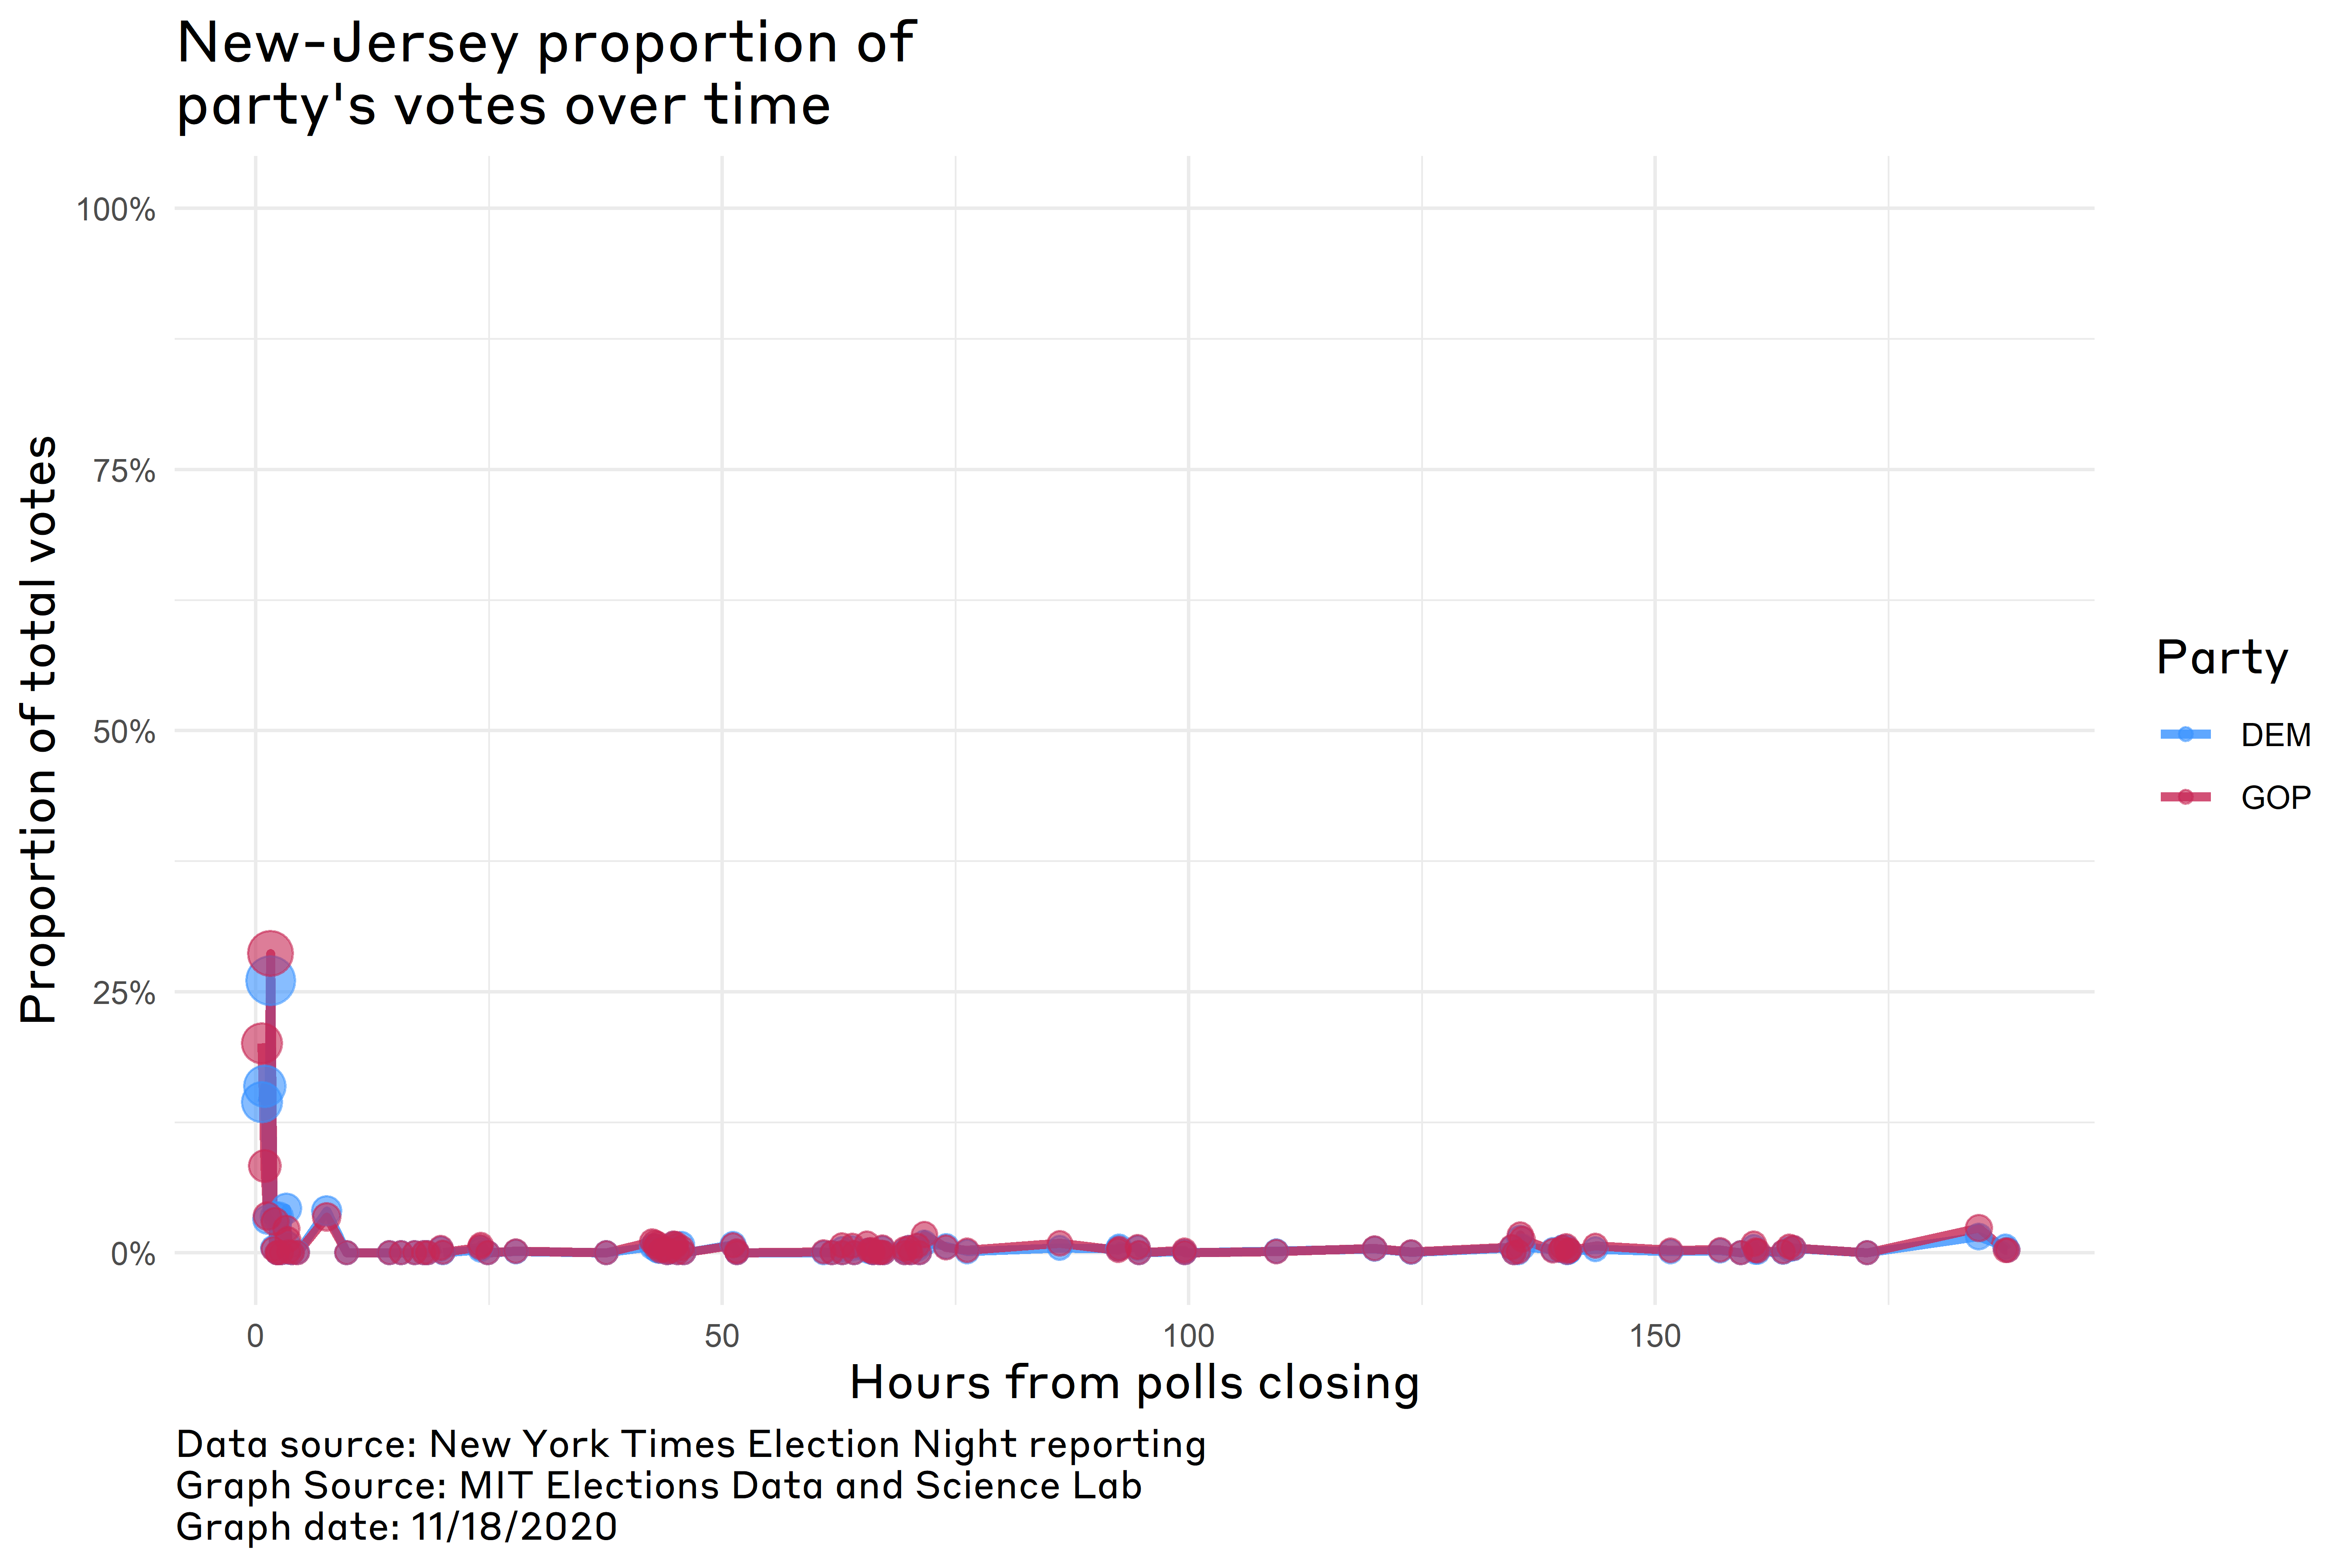 New-Jersey proportion of
party's votes over time
Proportion of total votes
100%
75%
50%
25%
0%
0 50 100 150
Hours from polls closing
Party
DEM
GOP
Data source: New York Times Election Night reporting
Graph Source: MIT Elections Data and Science Lab
Graph date: 11/18/2020